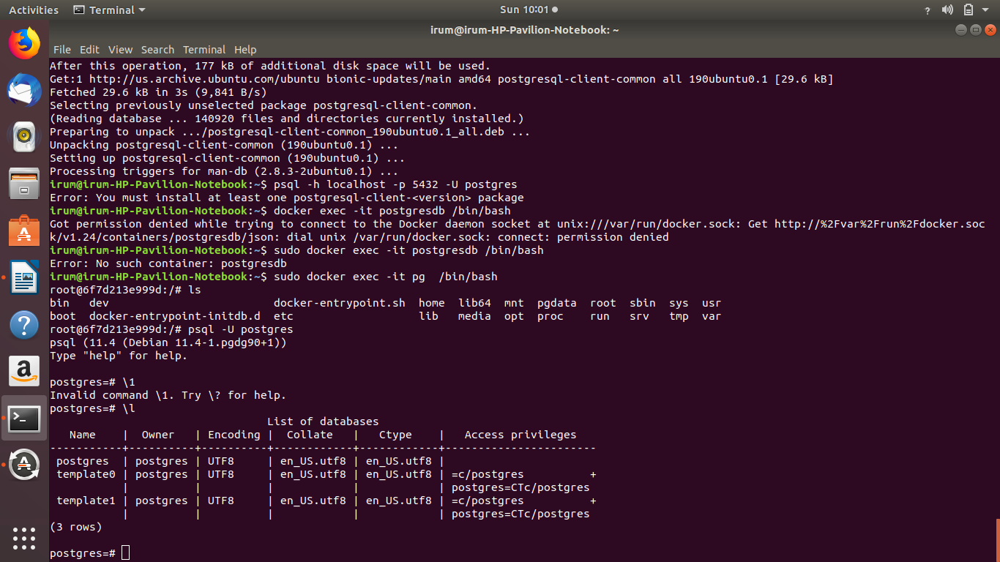 Activities Terminal Sun 10:01 ?
irum@irum-HP-Pavilion-Notebook: ~
File Edit View Search Terminal Help
After this operation, 177 kB of additional disk space will be used.
Get:1 http://us.archive.ubuntu.com/ubuntu bionic-updates/main amd64 postgresql-client-common all 190ubuntu0.1 [29.6 kB]
Fetched 29.6 kB in 3s (9,841 B/s)
Selecting previously unselected package postgresql-client-common.
(Reading database ... 140920 files and directories currently installed.)
Preparing to unpack .../postgresql-client-common_190ubuntu0.1_all.deb ...
Unpacking postgresql-client-common (190ubuntu0.1) ...
Setting up postgresql-client-common (190ubuntu0.1) ...
Processing triggers for man-db (2.8.3-2ubuntu0.1) ...
irum@irum-HP-Pavilion-Notebook:~$ psql -h localhost -p 5432 -U postgres
Error: You must install at least one postgresql-client-<version> package
irum@irum-HP-Pavilion-Notebook:~$ docker exec -it postgresdb /bin/bash
Got permission denied while trying to connect to the Docker daemon socket at unix:///var/run/docker.sock: Get http://%2Fvar%2Frun%2Fdocker.soc
k/v1.24/containers/postgresdb/json: dial unix /var/run/docker.sock: connect: permission denied
irum@irum-HP-Pavilion-Notebook:~$ sudo docker exec -it postgresdb /bin/bash
Error: No such container: postgresdb
irum@irum-HP-Pavilion-Notebook:~$ sudo docker exec -it pg  /bin/bash
root@6f7d213e999d:/# ls
bin   dev                         docker-entrypoint.sh  home  lib64  mnt  pgdata  root  sbin  sys  usr
boot  docker-entrypoint-initdb.d  etc                   lib   media  opt  proc    run   srv   tmp  var
root@6f7d213e999d:/# psql -U postgres
psql (11.4 (Debian 11.4-1.pgdg90+1))
Type "help" for help.
postgres=# \1
Invalid command \1. Try \? for help.
postgres=# \l
                                 List of databases
   Name    |  Owner   | Encoding |  Collate   |   Ctype    |   Access privileges
-----------+----------+----------+------------+------------+-----------------------
 postgres  | postgres | UTF8     | en_US.utf8 | en_US.utf8 |
 template0 | postgres | UTF8     | en_US.utf8 | en_US.utf8 | =c/postgres          +
           |          |          |            |            | postgres=CTc/postgres
 template1 | postgres | UTF8     | en_US.utf8 | en_US.utf8 | =c/postgres          +
           |          |          |            |            | postgres=CTc/postgres
(3 rows)
postgres=#